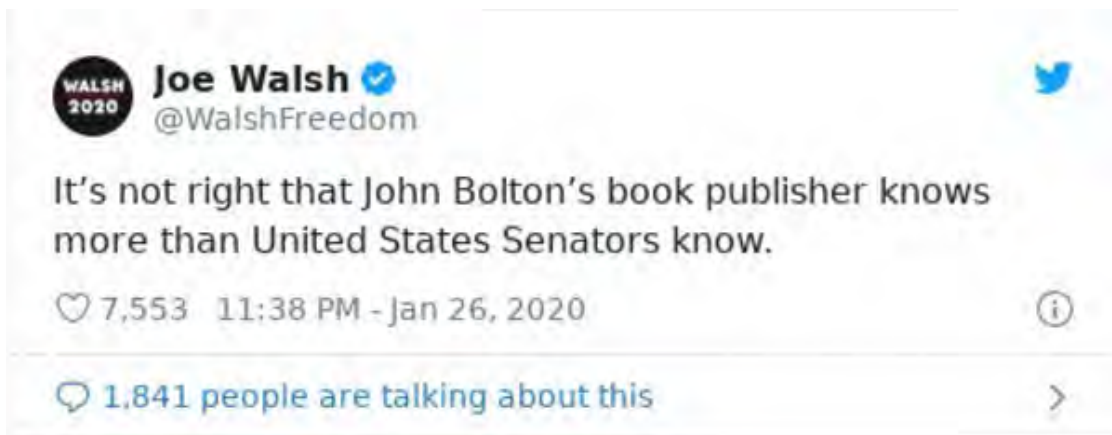 WALSH
2020
Joe Walsh
@WalshFreedom
It’s not right that John Bolton’s book publisher knows
more than United States Senators know.
7,553 11:38 PM - Jan 26, 2020
1,841 people are talking about this